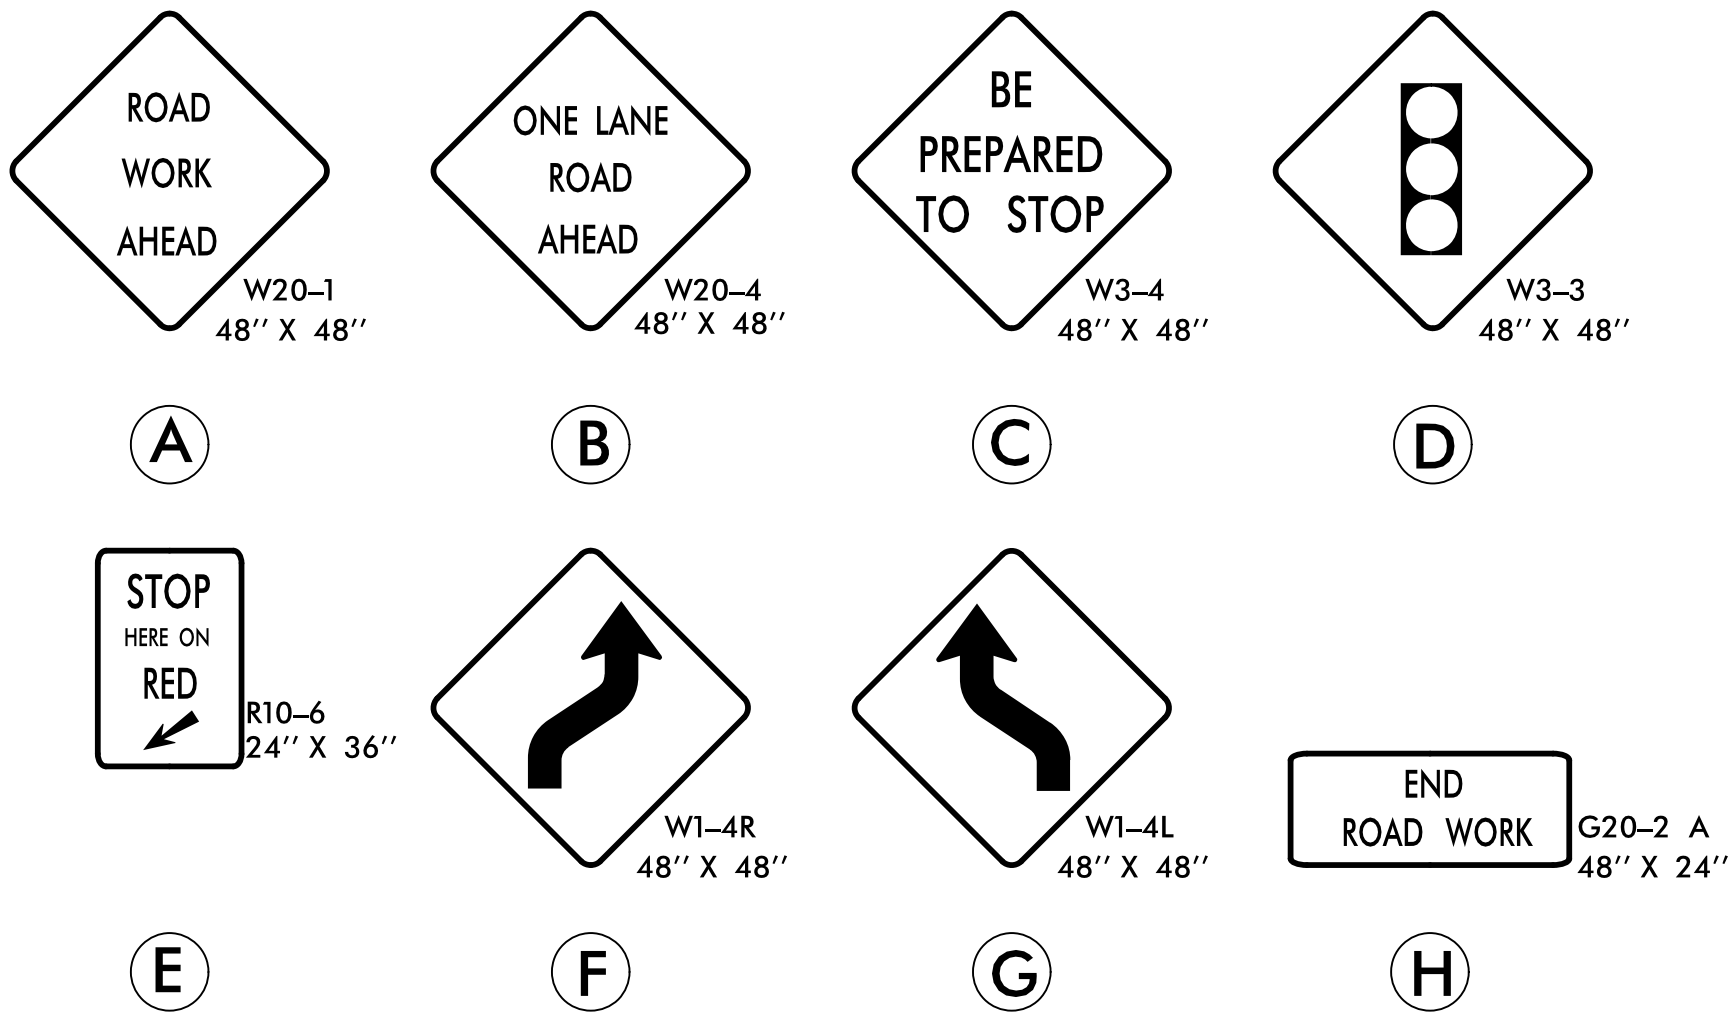 ROAD
WORK
AHEAD
W20–1
48'' X 48''
A
ONE LANE
ROAD
AHEAD
W20–4
48'' X 48''
B
BE
PREPARED
TO STOP
W3–4
48'' X 48''
C
W3–3
48'' X 48''
D
STOP
HERE ON
RED
R10–6
24'' X 36''
E
W1–4R
48'' X 48''
F
W1–4L
48'' X 48''
G
END
ROAD WORK
G20–2 A
48'' X 24''
H